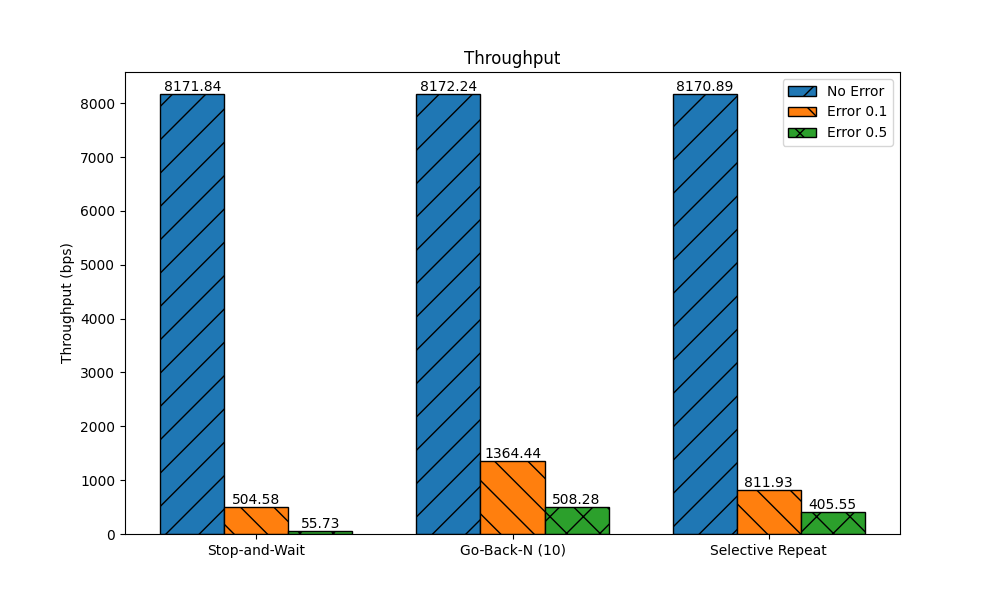 Throughput
8171.84 8172.24 8170.89
No Error
Error 0.1
Error 0.5
8000
7000
6000
5000
4000
3000
2000
1000
0
Throughput (bps)
504.58 55.73
1364.44 508.28
811.93 405.55
Stop-and-Wait Go-Back-N (10) Selective Repeat